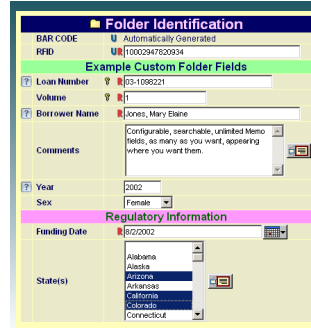 Folder Identification
BAR CODE U Automatically Generated
RFID UR 10002947820934
Example Custom Folder Fields
? Loan Number R 03-1098221
Volume R 1
? Borrower Name R Jones, Mary Elaine
Configurable, searchable, unlimited Memo
fields, as many as you want, appearing
Comments where you want them.
? Year 2002
Sex Female
Regulatory Information
Funding Date R 8/2/2002
Alabama
Alaska
Arizona
State(s) Arkansas
California
Colorado
Connecticut